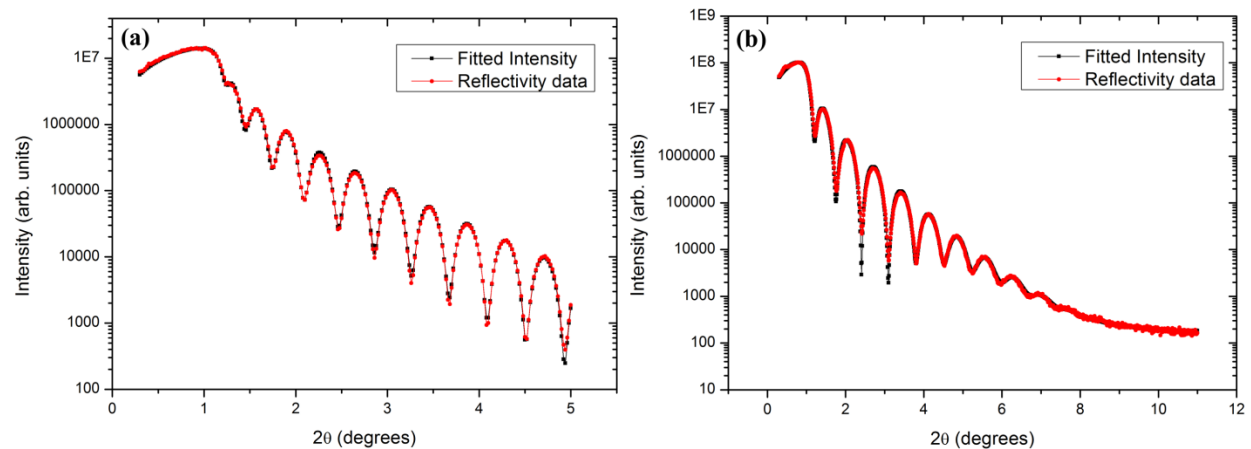 (a)
Fitted Intensity
Reflectivity data
1E7
1000000
100000
10000
1000
100
0 1 2 3 4 5
2θ (degrees)
Intensity (arb. units)
(b)
Fitted Intensity
Reflectivity data
1E9
1E8
1E7
1000000
100000
10000
1000
100
10
0 2 4 6 8 10 12
2θ (degrees)
Intensity (arb. units)